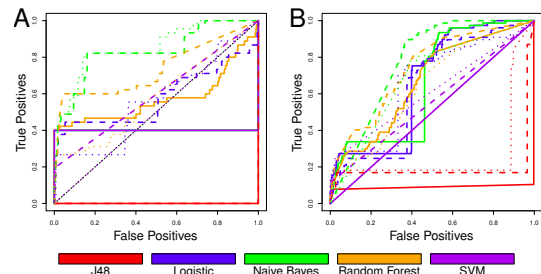 A
B
True Positives
1.0
0.8
0.6
0.4
0.2
0.0
0.0 0.2 0.4 0.6 0.8 1.0
False Positives
True Positives
1.0
0.8
0.6
0.4
0.2
0.0
0.0 0.2 0.4 0.6 0.8 1.0
False Positives
J48 Logistic Naive Bayes Random Forest SVM